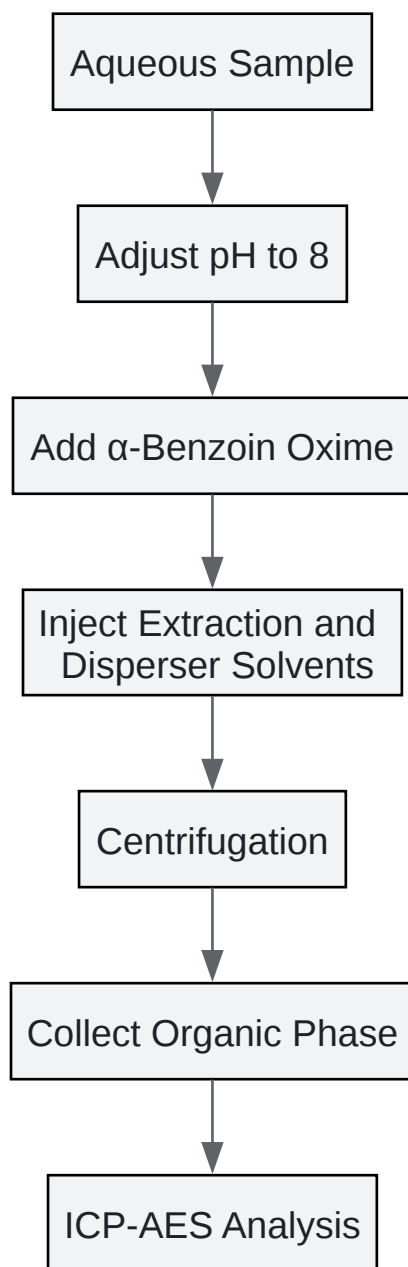 Aqueous Sample
Adjust pH to 8
Add α-Benzoin Oxime
Inject Extraction and
Disperser Solvents
Centrifugation
Collect Organic Phase
ICP-AES Analysis